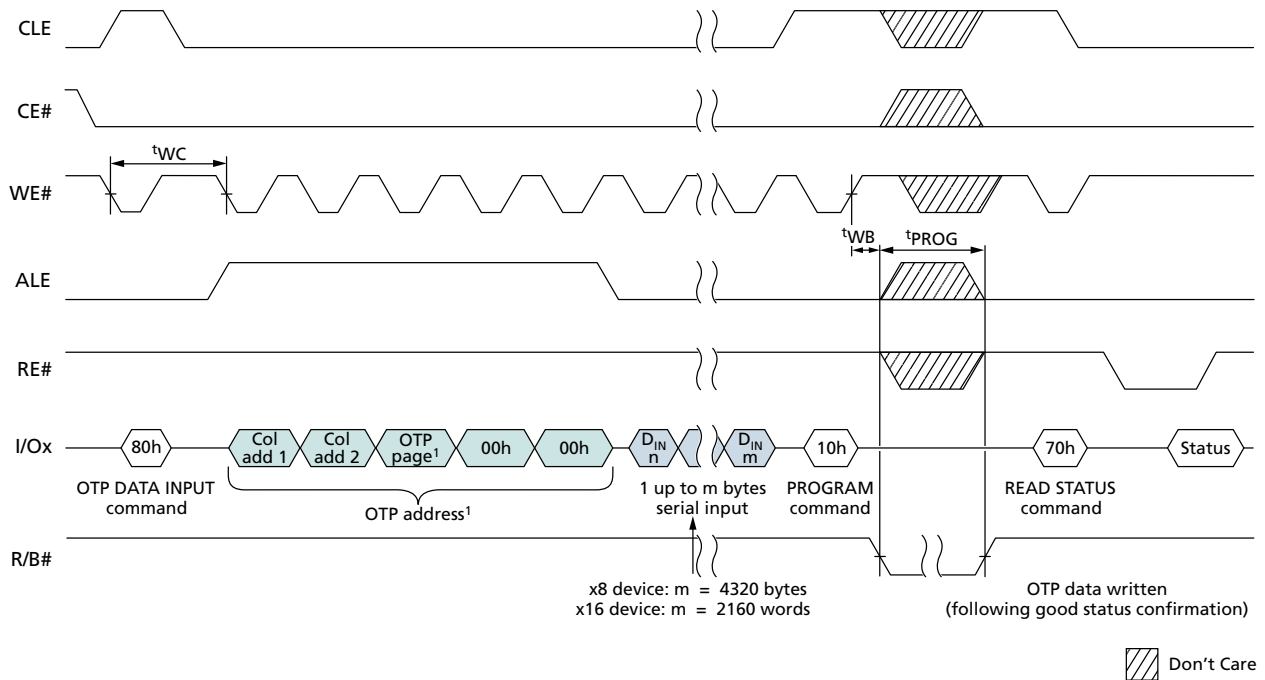 CLE
CE#
tWC
WE#
tWB
tPROG
ALE
RE#
I/Ox
80h
Col add 1
Col add 2
OTP page1
00h
00h
DIN n
DIN m
10h
70h
Status
OTP DATA INPUT
command
OTP address1
1 up to m bytes
serial input
PROGRAM
command
READ STATUS
command
R/B#
x8 device: m = 4320 bytes
x16 device: m = 2160 words
OTP data written
(following good status confirmation)
Don't Care